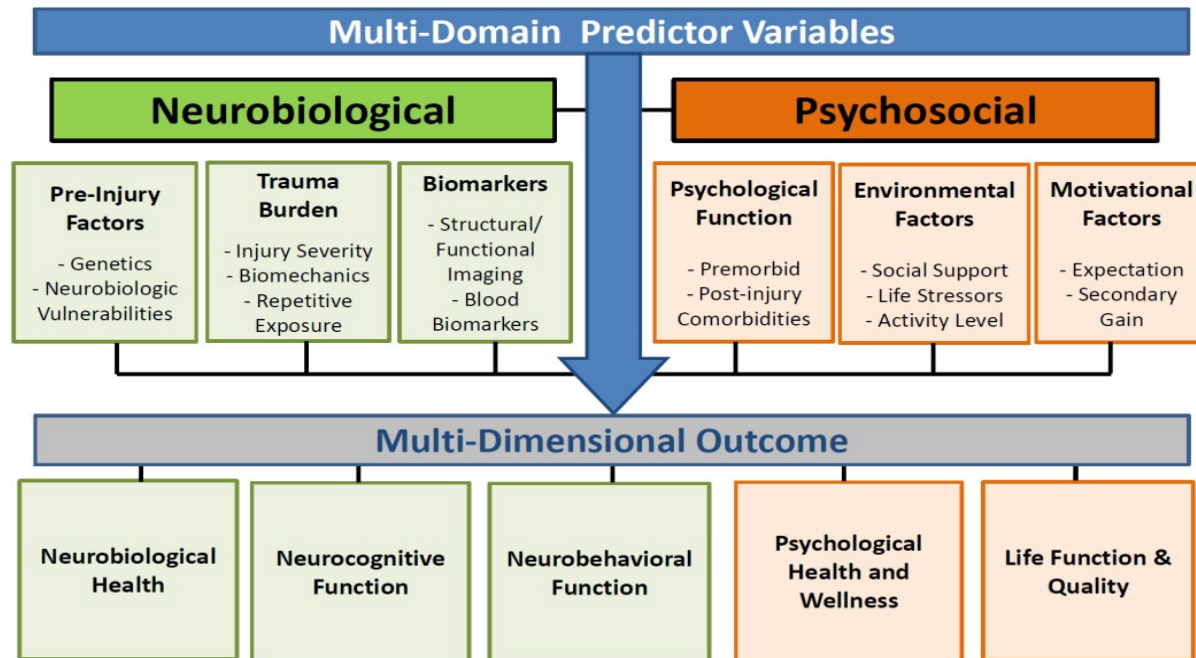 Multi-Domain Predictor Variables
Neurobiological
Psychosocial
Pre-Injury
Factors
- Genetics
- Neurobiologic
Vulnerabilities
Trauma
Burden
- Injury Severity
- Biomechanics
- Repetitive
Exposure
Biomarkers
- Structural/
Functional
Imaging
- Blood
Biomarkers
Psychological
Function
- Premorbid
- Post-injury
Comorbidities
Environmental
Factors
- Social Support
- Life Stressors
- Activity Level
Motivational
Factors
- Expectation
- Secondary
Gain
Multi-Dimensional Outcome
Neurobiological
Health
Neurocognitive
Function
Neurobehavioral
Function
Psychological
Health and
Wellness
Life Function &
Quality